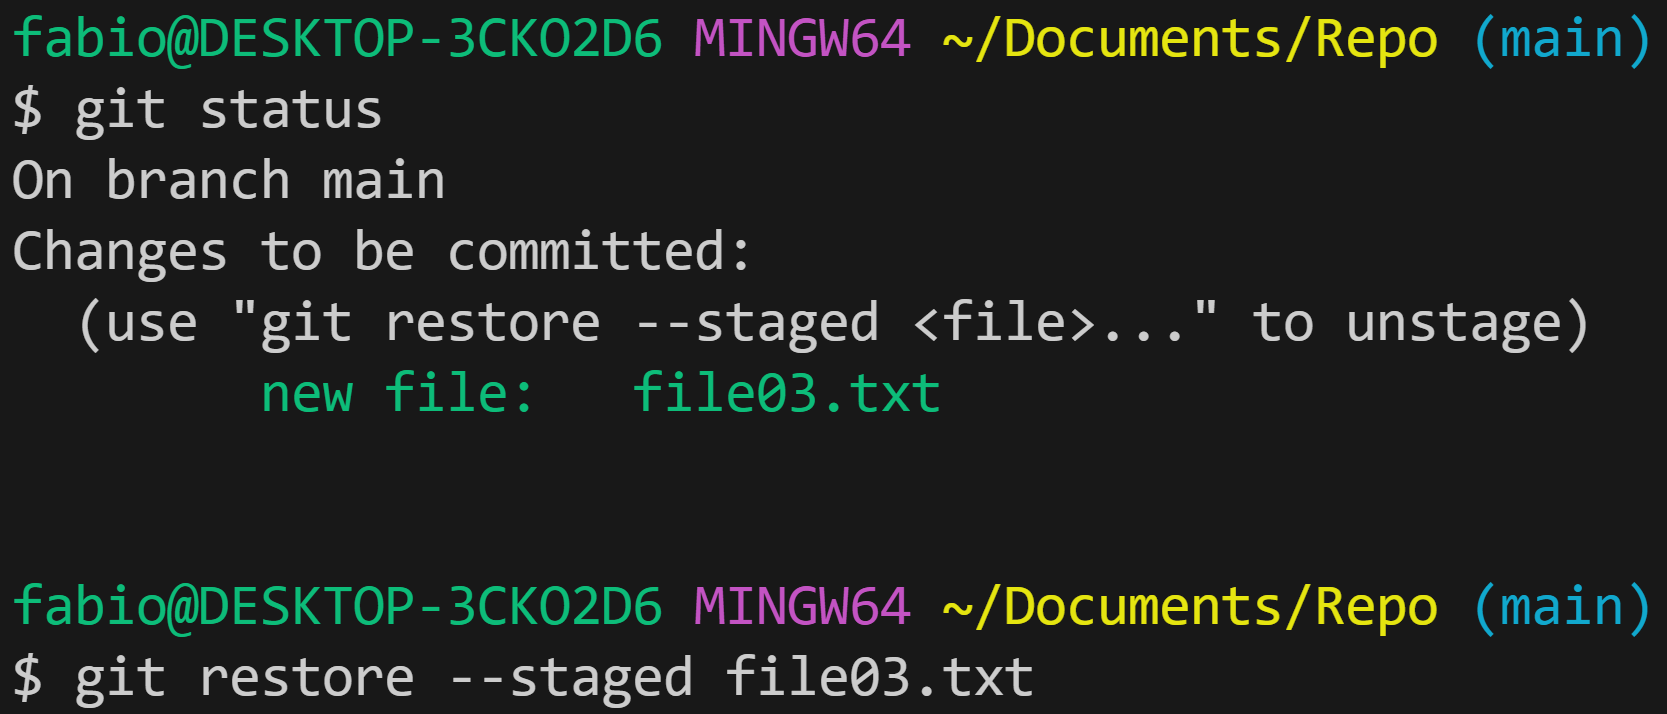 fabio@DESKTOP-3CKO2D6 MINGW64 ~/Documents/Repo (main)
$ git status
On branch main
Changes to be committed:
  (use "git restore --staged <file>..." to unstage)
        new file:   file03.txt
fabio@DESKTOP-3CKO2D6 MINGW64 ~/Documents/Repo (main)
$ git restore --staged file03.txt